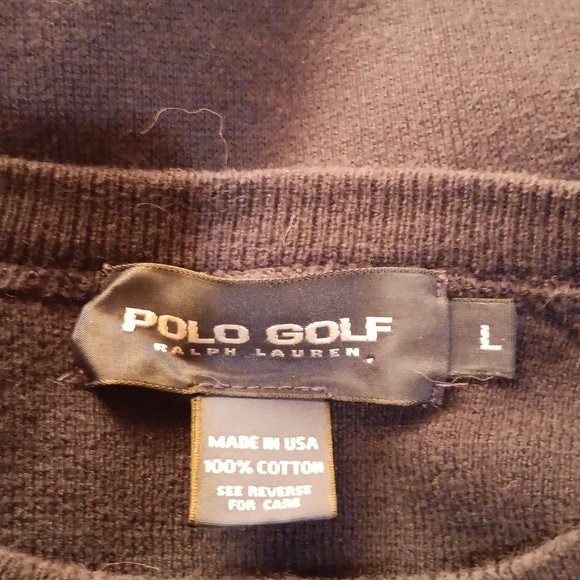 POLO GOLF
RALPH LAUREN
L
MADE IN USA
100% COTTON
SEE REVERSE
FOR CARE